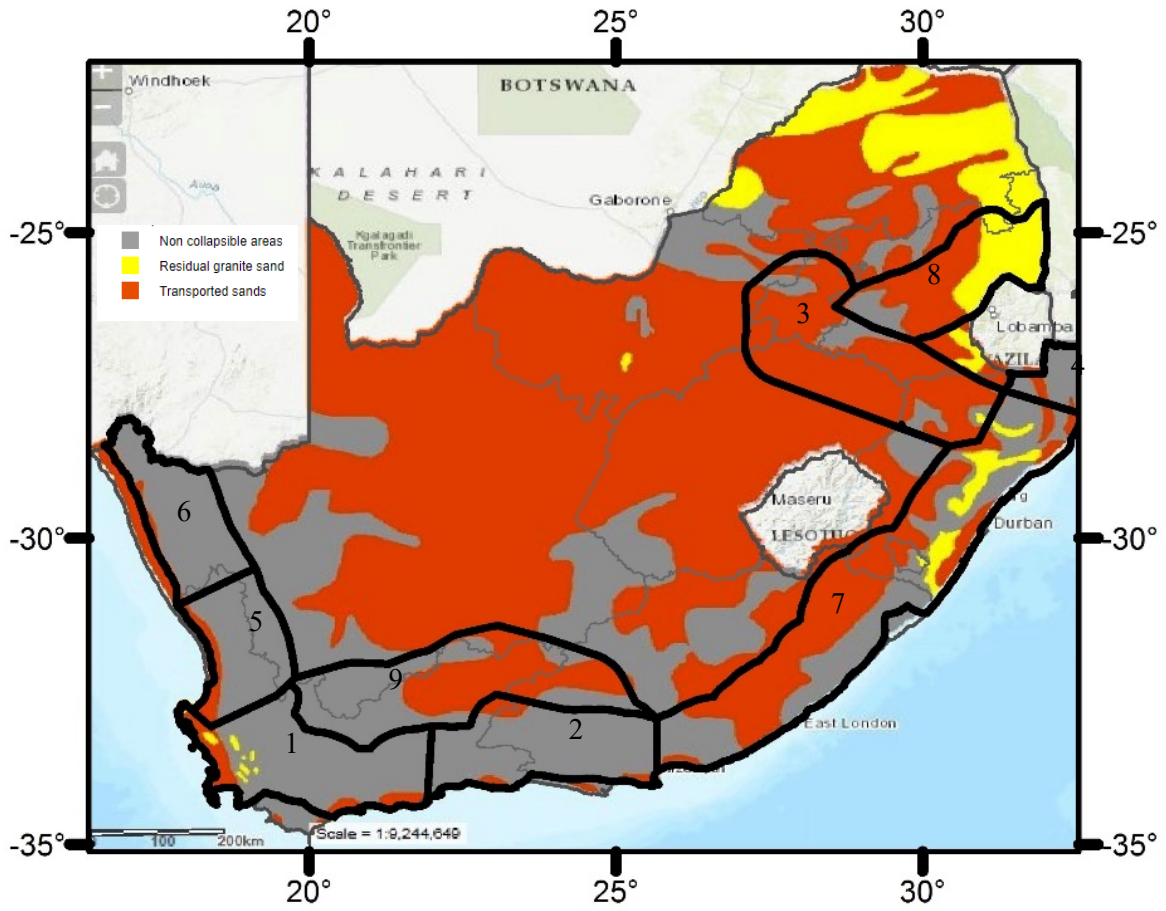 20° 25° 30°
Windhoek
BOTSWANA
KALAHARI
DESERT
Gaborone
-25° -25°
Kgalagadi
Transfrontier
Park
Non collapsible areas
Residual granite sand
Transported sands
8
3
Lobamba
AZIL
4
6
Maseru
LESOTHO
Durban
-30° -30°
7
5
9
2
1
East London
Scale = 1:9,244,649
100 200km
-35° -35°
20° 25° 30°